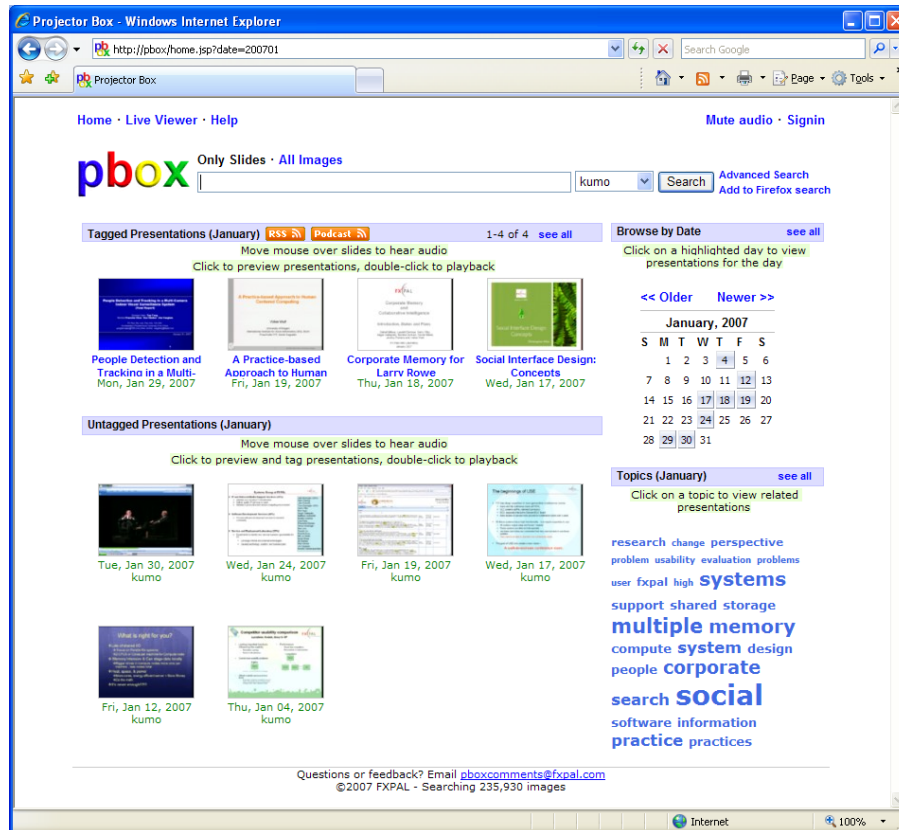 Projector Box - Windows Internet Explorer
http://pbox/home.jsp?date=200701
Search Google
Projector Box
Page
Tools
Home · Live Viewer · Help
Mute audio · Signin
pbox
Only Slides · All Images
kumo
Search
Advanced Search
Add to Firefox search
Tagged Presentations (January) RSS Podcast 1-4 of 4 see all
Move mouse over slides to hear audio
Click to preview presentations, double-click to playback
People Detection and Tracking in a Multi-
Mon, Jan 29, 2007
A Practice-based Approach to Human
Fri, Jan 19, 2007
Corporate Memory for Larry Rowe
Thu, Jan 18, 2007
Social Interface Design: Concepts
Wed, Jan 17, 2007
Untagged Presentations (January)
Move mouse over slides to hear audio
Click to preview and tag presentations, double-click to playback
The beginnings of USE
Tue, Jan 30, 2007
kumo
Wed, Jan 24, 2007
kumo
Fri, Jan 19, 2007
kumo
Wed, Jan 17, 2007
kumo
What is right for you?
Fri, Jan 12, 2007
kumo
Thu, Jan 04, 2007
kumo
Browse by Date see all
Click on a highlighted day to view
presentations for the day
<< Older Newer >>
January, 2007
S M T W T F S
1 2 3 4 5 6
7 8 9 10 11 12 13
14 15 16 17 18 19 20
21 22 23 24 25 26 27
28 29 30 31
Topics (January) see all
Click on a topic to view related
presentations
research change perspective
problem usability evaluation problems
user fxpal high systems
support shared storage
multiple memory
compute system design
people corporate
search social
software information
practice practices
Questions or feedback? Email pboxcomments@fxpal.com
©2007 FXPAL - Searching 235,930 images
Internet
100%